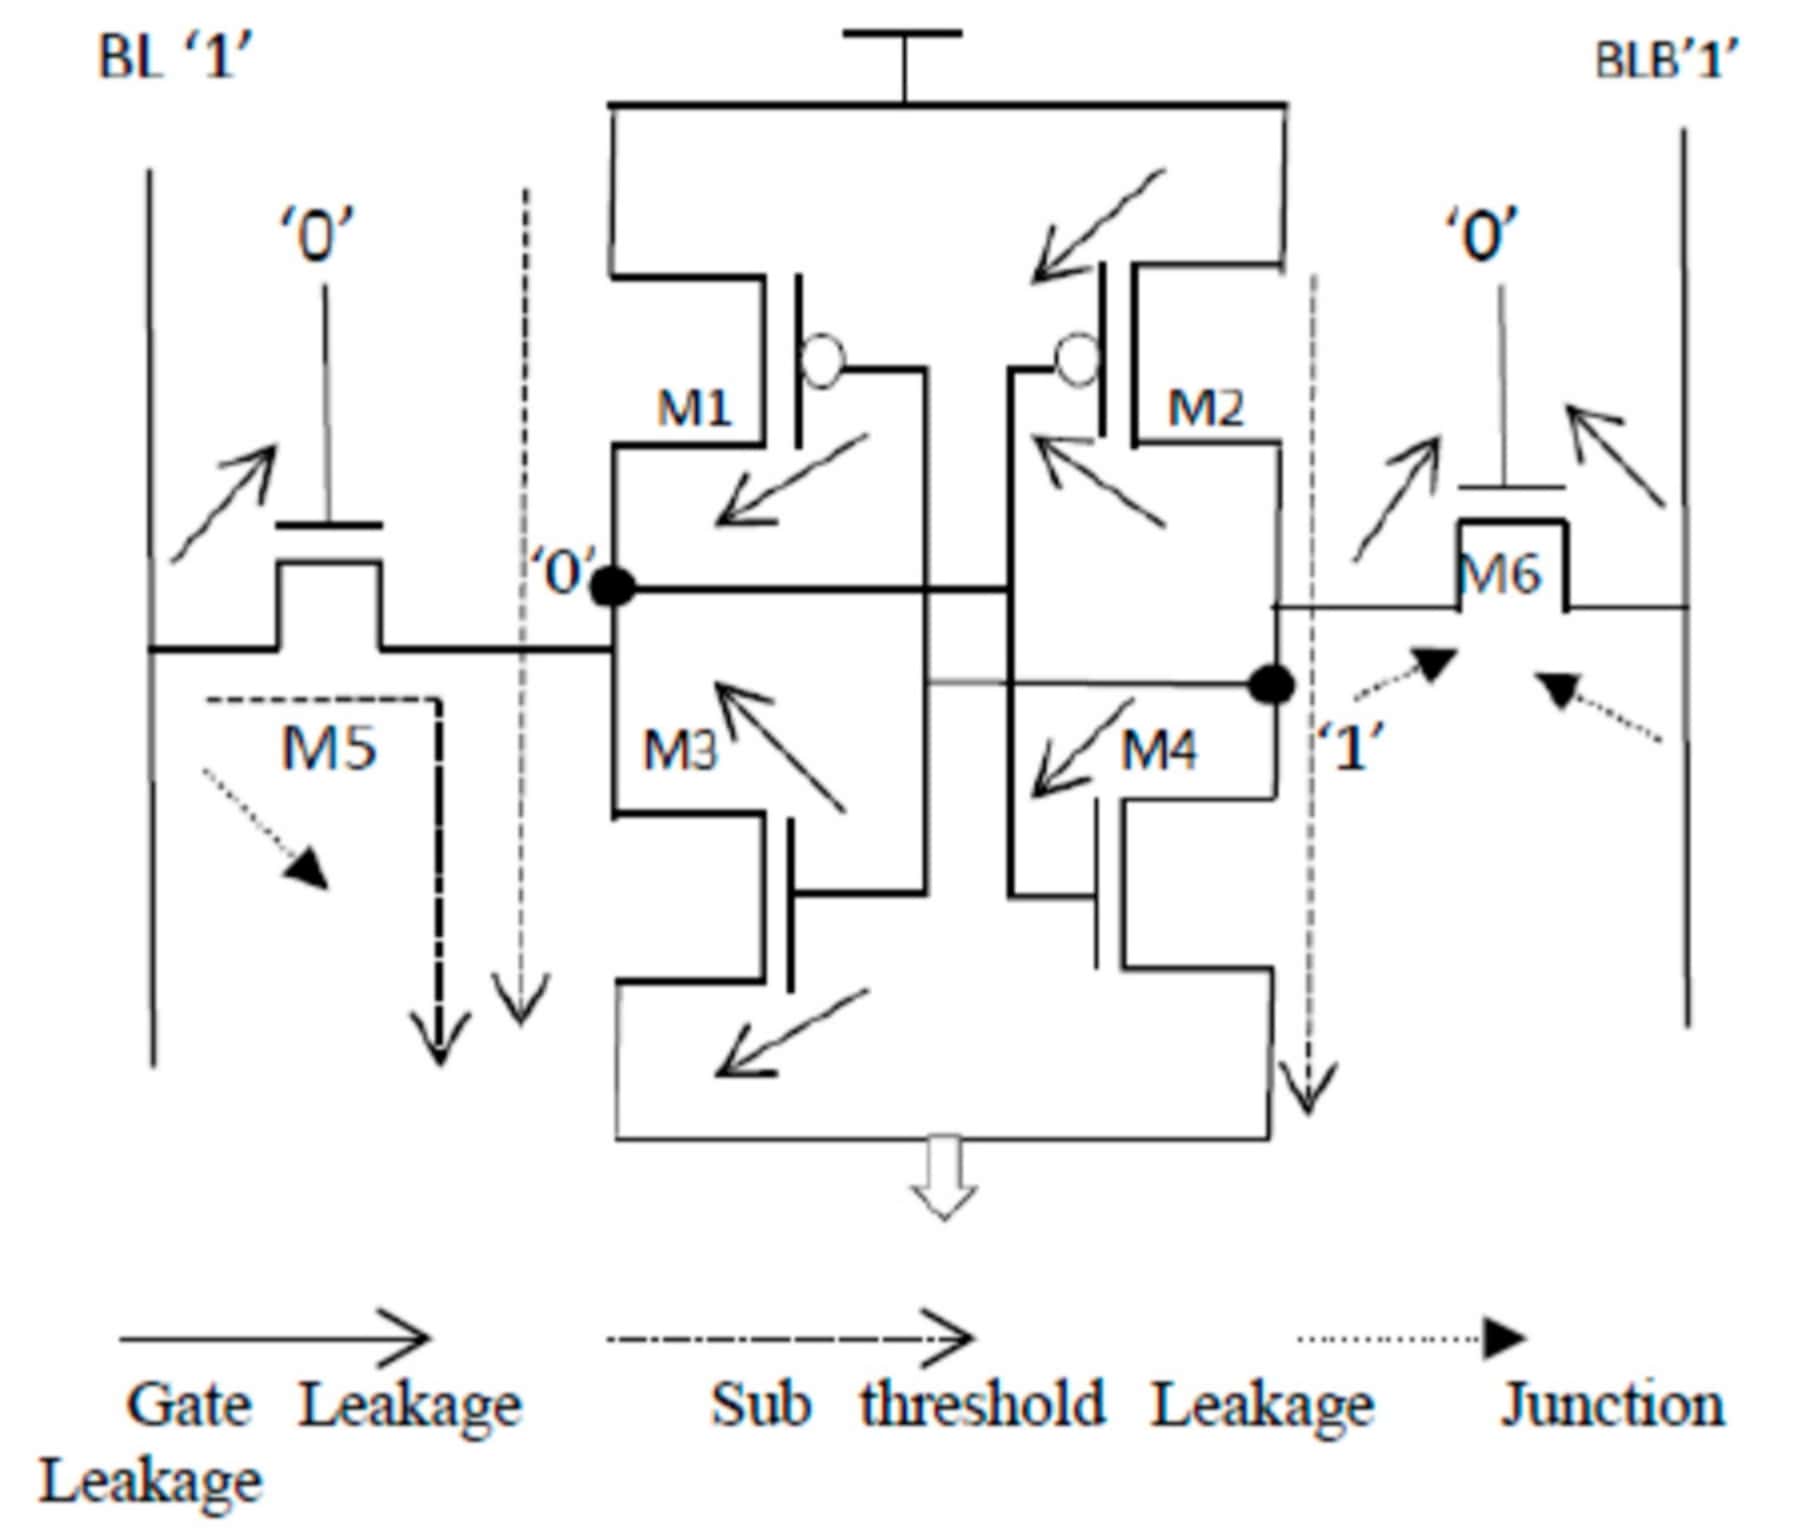 BL ‘1’
BLB’1’
‘0’
‘0’
M1
M2
‘0’
M6
M5
M3
M4
‘1’
Gate Leakage Sub threshold Leakage Junction
Leakage